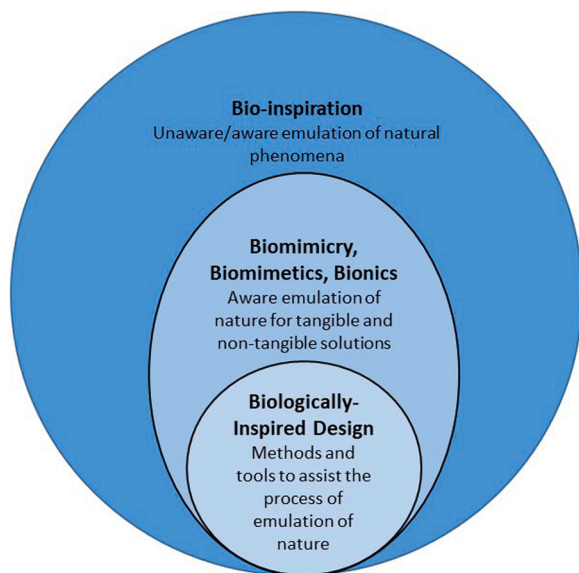 Bio-inspiration
Unaware/aware emulation of natural
phenomena
Biomimicry,
Biomimetics, Bionics
Aware emulation of
nature for tangible and
non-tangible solutions
Biologically-
Inspired Design
Methods and
tools to assist the
process of
emulation of
nature